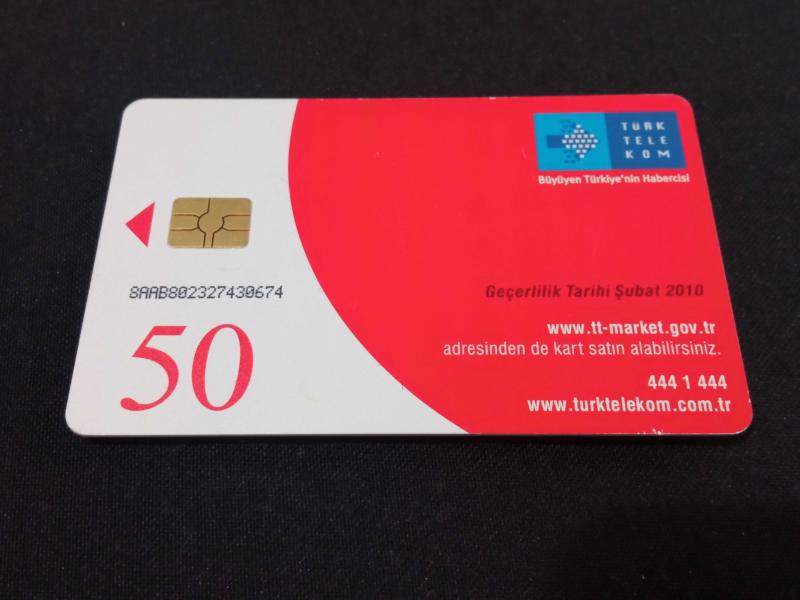 TÜRK
TELE
KOM
Büyüyen Türkiye'nin Habercisi
8AAB802327430674
Geçerlilik Tarihi Şubat 2010
50
www.tt-market.gov.tr
adresinden de kart satın alabilirsiniz.
444 1 444
www.turktelekom.com.tr